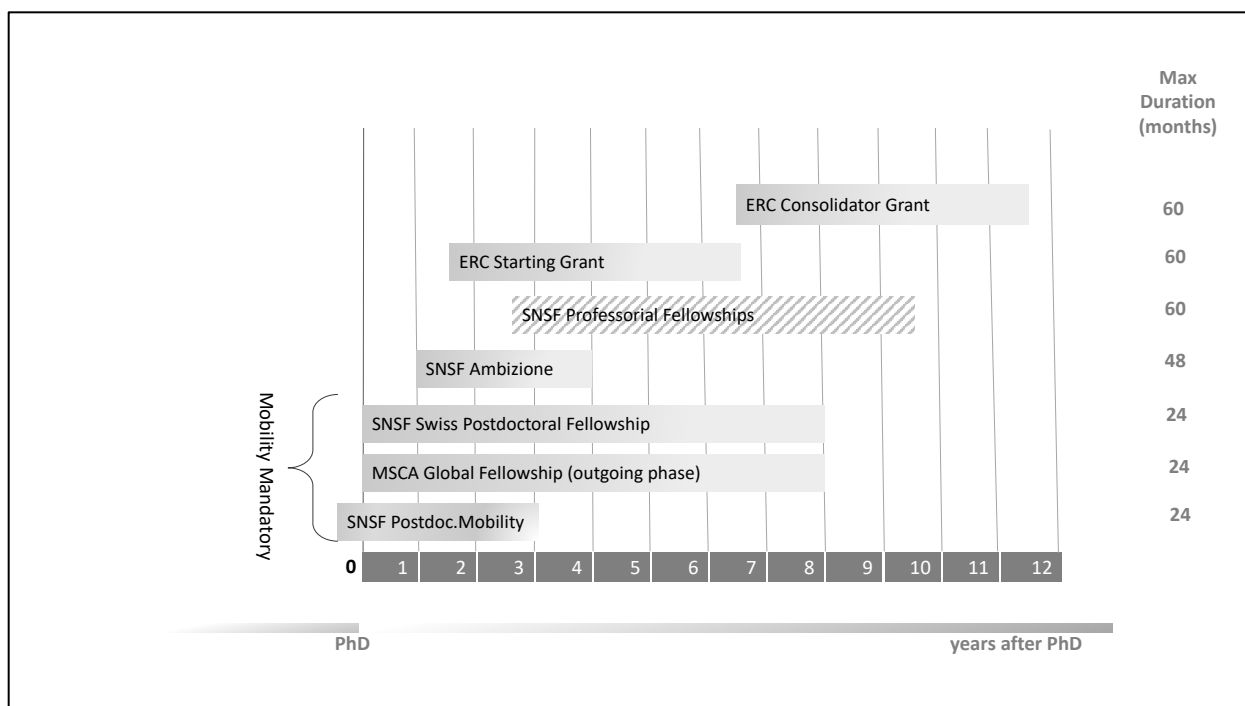 Max
Duration
(months)
ERC Consolidator Grant
60
ERC Starting Grant
60
SNSF Professorial Fellowships
60
SNSF Ambizione
48
Mobility Mandatory
SNSF Swiss Postdoctoral Fellowship
24
MSCA Global Fellowship (outgoing phase)
24
SNSF Postdoc.Mobility
24
0 1 2 3 4 5 6 7 8 9 10 11 12
PhD
years after PhD